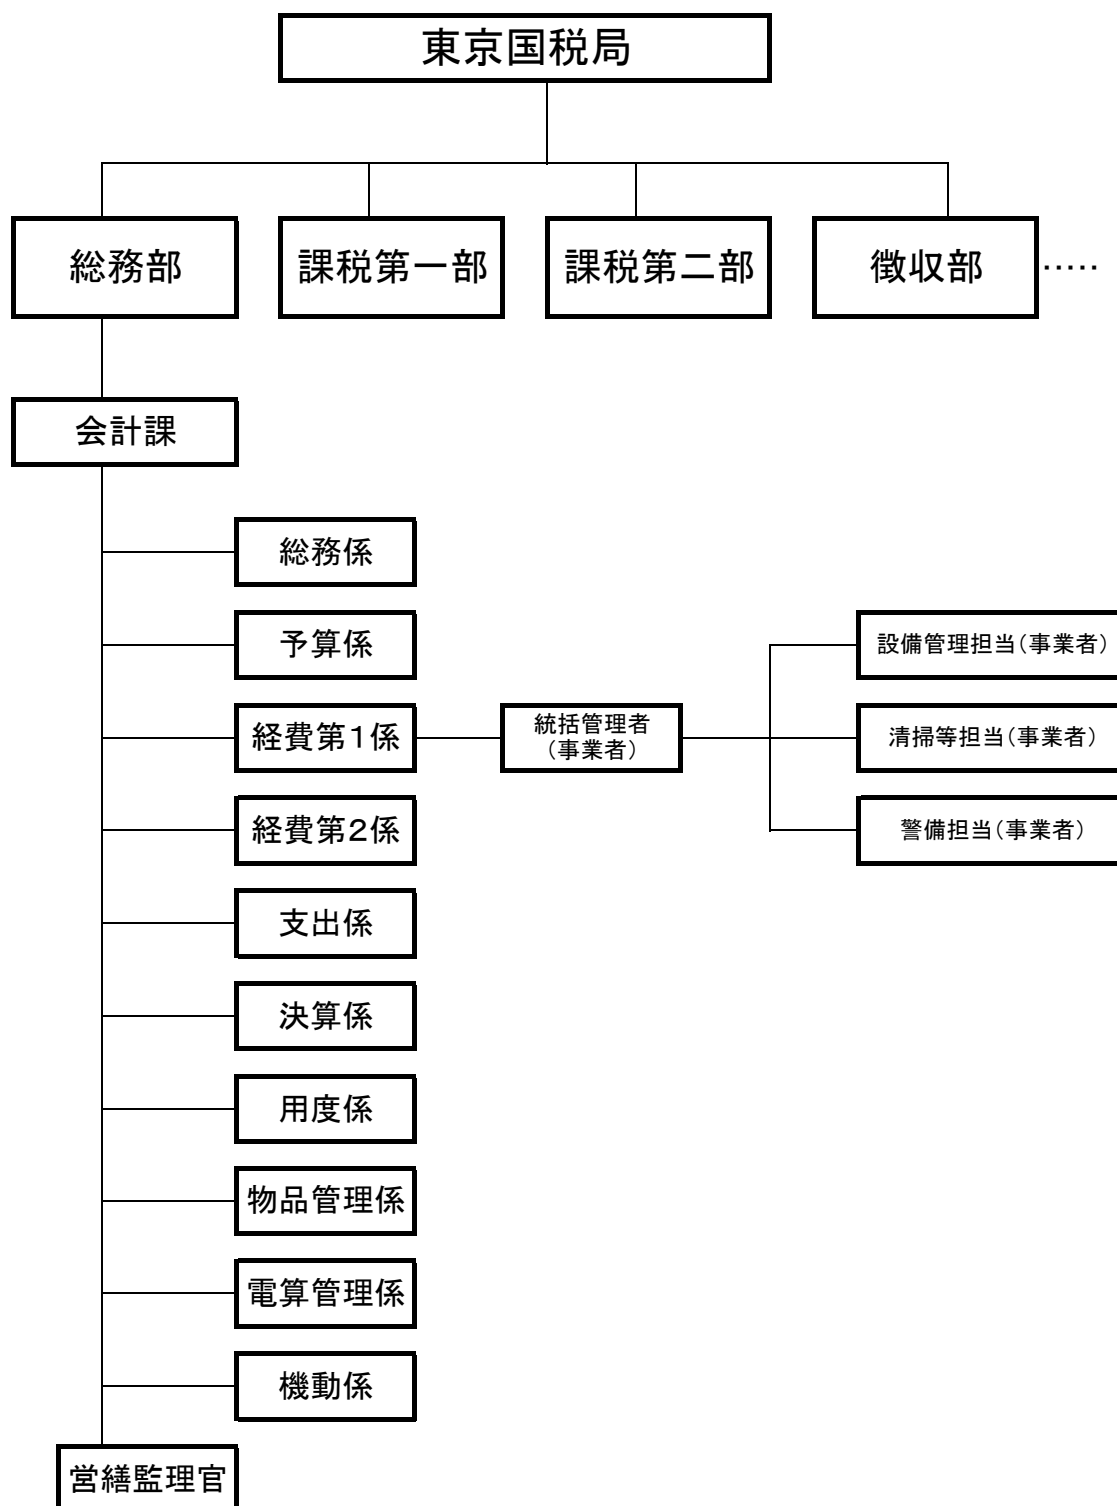 東京国税局
総務部
課税第一部
課税第二部
徴収部
・・・・・
会計課
総務係
予算係
経費第1係
経費第2係
支出係
決算係
用度係
物品管理係
電算管理係
機動係
営繕監理官
統括管理者
(事業者)
設備管理担当(事業者)
清掃等担当(事業者)
警備担当(事業者)